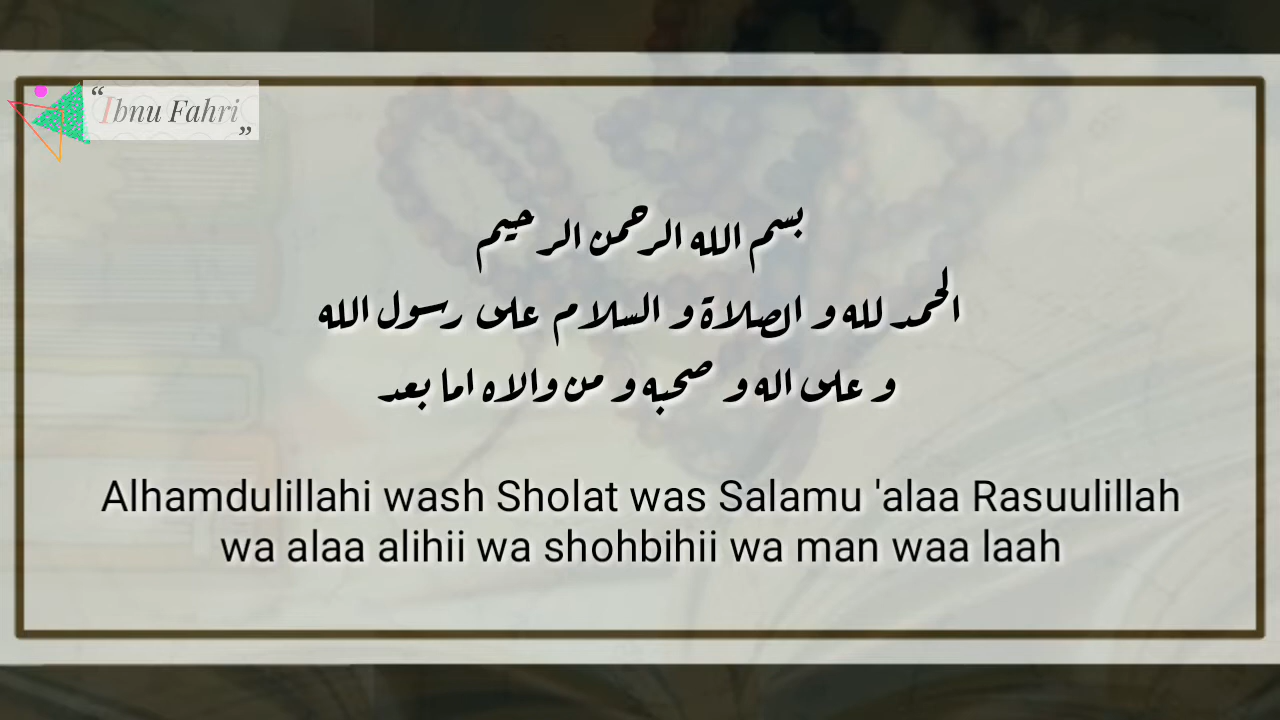 “Ibnu Fahri”
بسم الله الرحمن الرحيم
الحمد لله و الصلاة و السلام على رسول الله
و على اله و صحبه و من والاه اما بعد
Alhamdulillahi wash Sholat was Salamu 'alaa Rasuulillah
wa alaa alihii wa shohbihii wa man waa laah